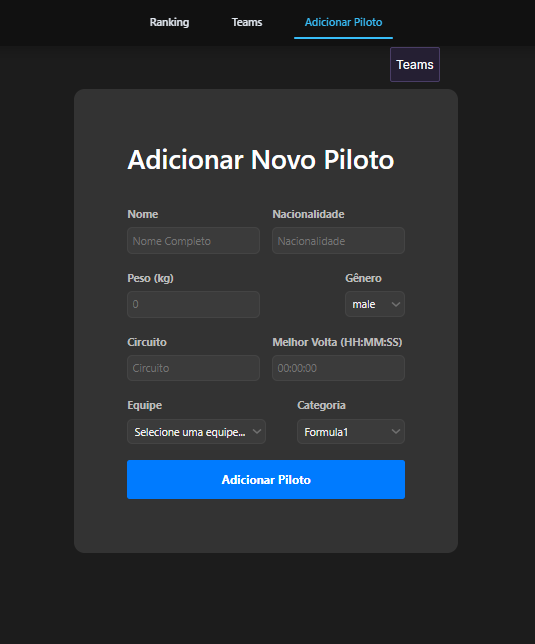 Ranking Teams Adicionar Piloto
Teams
Adicionar Novo Piloto
Nome Nacionalidade
Nome Completo Nacionalidade
Peso (kg) Gênero
0 male
Circuito Melhor Volta (HH:MM:SS)
Circuito 00:00:00
Equipe Categoria
Selecione uma equipe... Formula1
Adicionar Piloto